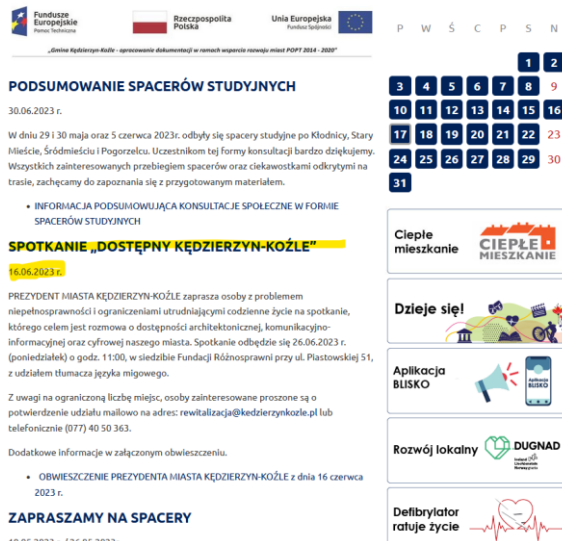 Fundusze
Europejskie
Pomoc Techniczna
Rzeczpospolita
Polska
Unia Europejska
Fundusz Spójności
„Gmina Kędzierzyn-Koźle - opracowanie dokumentacji w ramach wsparcia rozwoju miast POPT 2014 - 2020”
PODSUMOWANIE SPACERÓW STUDYJNYCH
30.06.2023 r.
W dniu 29 i 30 maja oraz 5 czerwca 2023r. odbyły się spacery studyjne po Kłodnicy, Stary
Mieście, Śródmieściu i Pogorzelcu. Uczestnikom tej formy konsultacji bardzo dziękujemy.
Wszystkich zainteresowanych przebiegiem spacerów oraz ciekawostkami odkrytymi na
trasie, zachęcamy do zapoznania się z przygotowanym materiałem.
• INFORMACJA PODSUMOWUJĄCA KONSULTACJE SPOŁECZNE W FORMIE
SPACERÓW STUDYJNYCH
SPOTKANIE „DOSTĘPNY KĘDZIERZYN-KOŹLE”
16.06.2023 r.
PREZYDENT MIASTA KĘDZIERZYN-KOŹLE zaprasza osoby z problemem
niepełnosprawności i ograniczeniami utrudniającymi codzienne życie na spotkanie,
którego celem jest rozmowa o dostępności architektonicznej, komunikacyjno-
informacyjnej oraz cyfrowej naszego miasta. Spotkanie odbędzie się 26.06.2023 r.
(poniedziałek) o godz. 11:00, w siedzibie Fundacji Różnosprawni przy ul. Piastowskiej 51,
z udziałem tłumacza języka migowego.
Z uwagi na ograniczoną liczbę miejsc, osoby zainteresowane proszone są o
potwierdzenie udziału mailowo na adres: rewitalizacja@kedzierzynkozle.pl lub
telefonicznie (077) 40 50 363.
Dodatkowe informacje w załączonym obwieszczeniu.
• OBWIESZCZENIE PREZYDENTA MIASTA KĘDZIERZYN-KOŹLE z dnia 16 czerwca
2023 r.
ZAPRASZAMY NA SPACERY
P W Ś C P S N
1 2
3 4 5 6 7 8 9
10 11 12 13 14 15 16
17 18 19 20 21 22 23
24 25 26 27 28 29 30
31
Ciepłe
mieszkanie
CIEPŁE
MIESZKANIE
Dzieje się!
Aplikacja
BLISKO
Aplikacja
BLISKO
Rozwój lokalny
DUGNAD
Defibrylator
ratuje życie